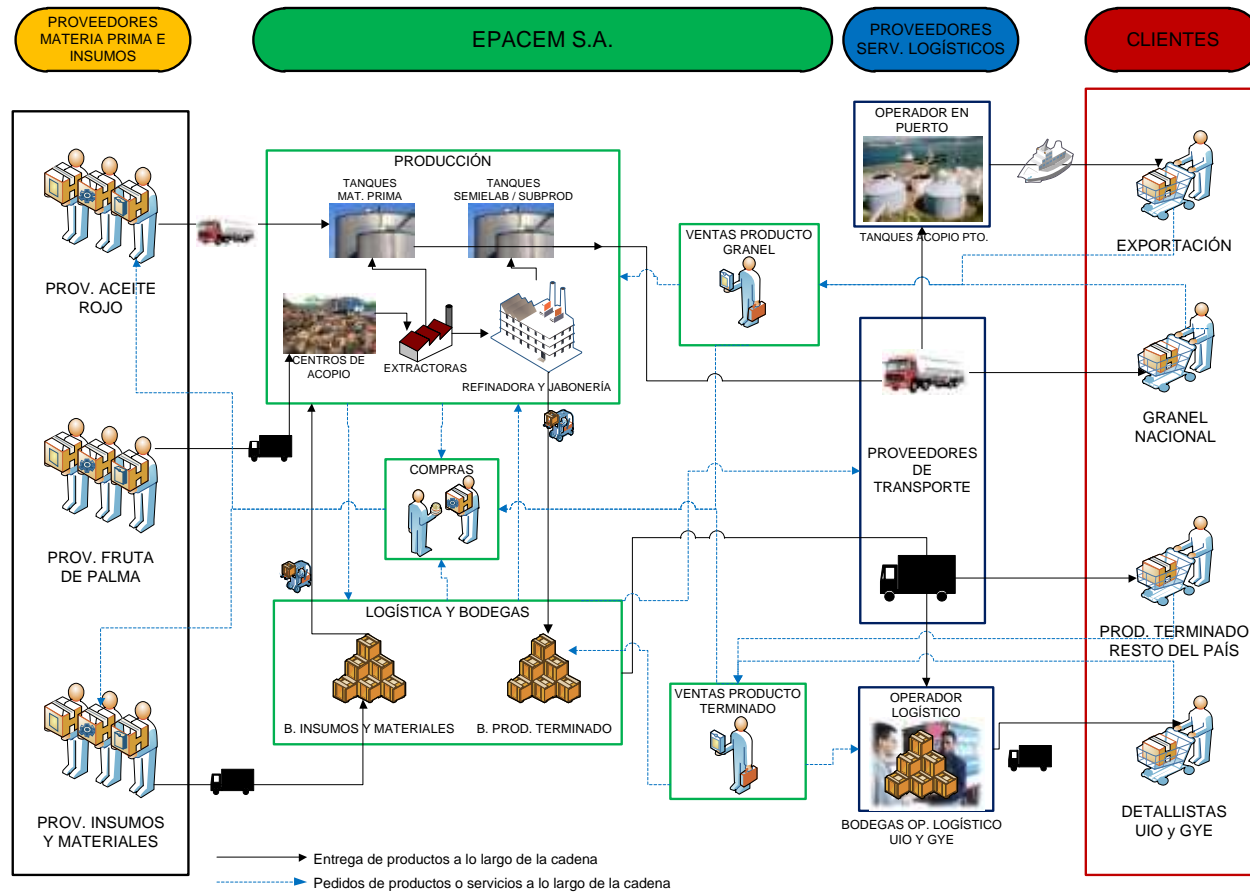 PROVEEDORES
MATERIA PRIMA E
INSUMOS
EPACEM S.A.
PROVEEDORES
SERV. LOGÍSTICOS
CLIENTES
PROV. ACEITE
ROJO
PROV. FRUTA
DE PALMA
PROV. INSUMOS
Y MATERIALES
PRODUCCIÓN
TANQUES
MAT. PRIMA
TANQUES
SEMIELAB / SUBPROD
CENTROS DE
ACOPIO
EXTRACTORAS
REFINADORA Y JABONERÍA
COMPRAS
LOGÍSTICA Y BODEGAS
B. INSUMOS Y MATERIALES
B. PROD. TERMINADO
VENTAS PRODUCTO
GRANEL
VENTAS PRODUCTO
TERMINADO
OPERADOR EN
PUERTO
TANQUES ACOPIO PTO.
PROVEEDORES
DE
TRANSPORTE
OPERADOR
LOGÍSTICO
BODEGAS OP. LOGÍSTICO
UIO Y GYE
EXPORTACIÓN
GRANEL
NACIONAL
PROD. TERMINADO
RESTO DEL PAÍS
DETALLISTAS
UIO y GYE
Entrega de productos a lo largo de la cadena
Pedidos de productos o servicios a lo largo de la cadena